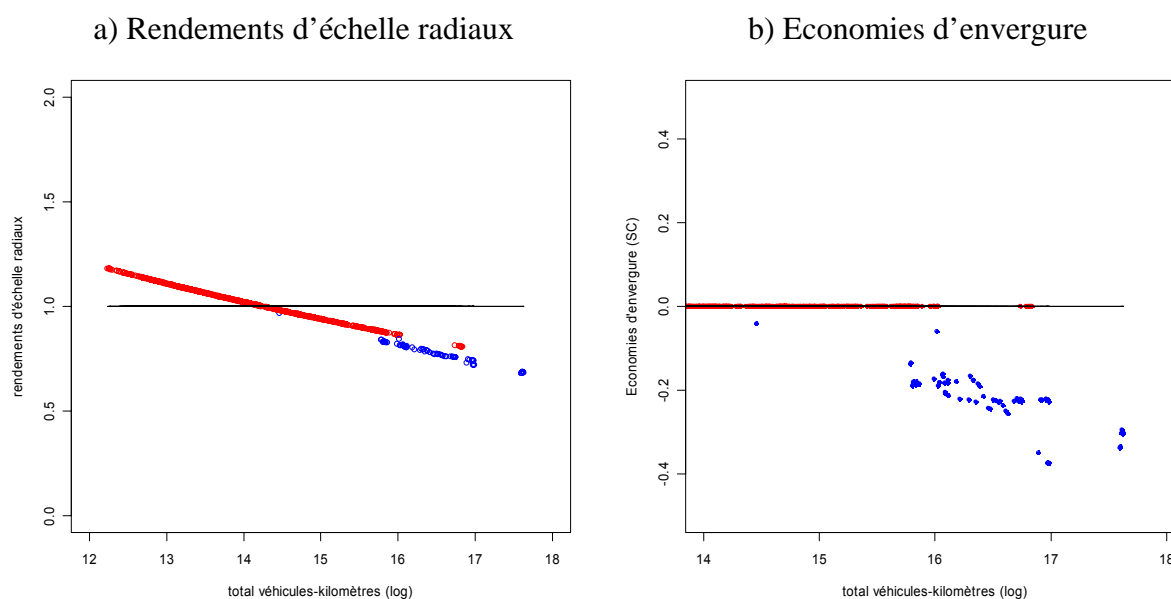 a) Rendements d'échelle radiaux
b) Economies d'envergure
rendements d'échelle radiaux
2.0
1.5
1.0
0.5
0.0
12 13 14 15 16 17 18
total véhicules-kilomètres (log)
Economies d'envergure (SC)
0.4
0.2
0.0
-0.2
-0.4
14 15 16 17 18
total véhicules-kilomètres (log)